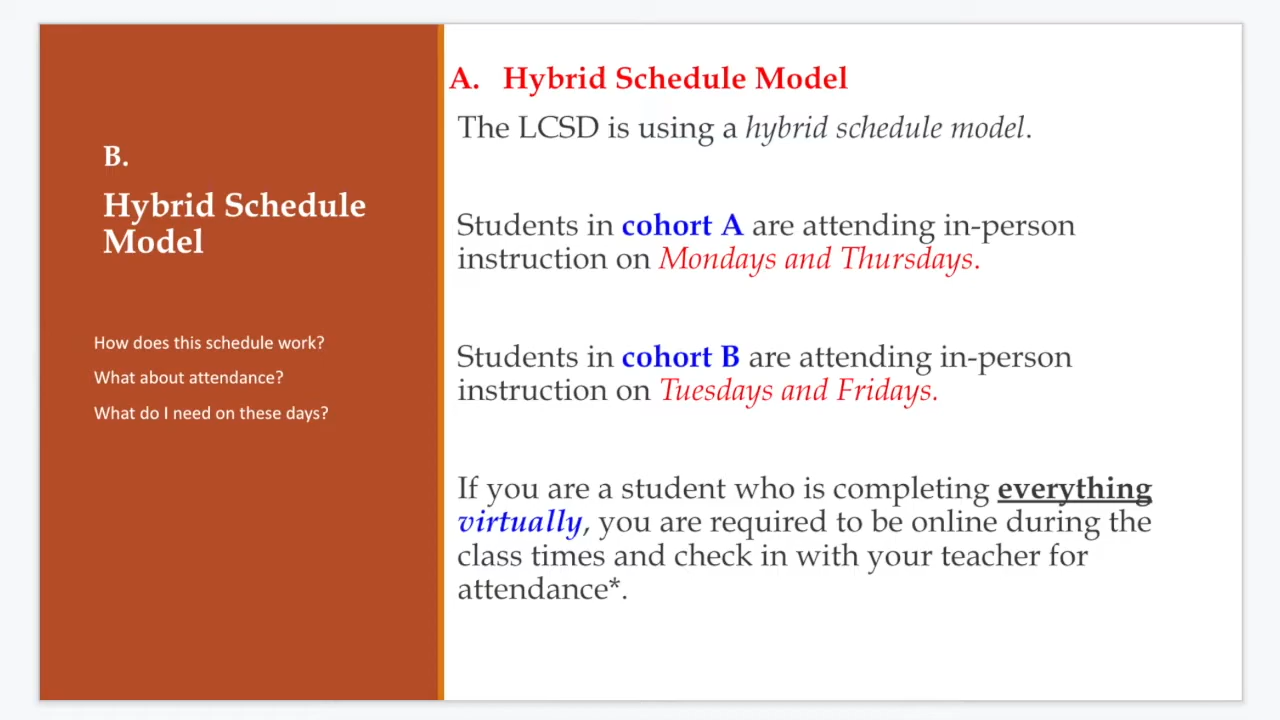 B.
Hybrid Schedule
Model
How does this schedule work?
What about attendance?
What do I need on these days?
A. Hybrid Schedule Model
The LCSD is using a hybrid schedule model.
Students in cohort A are attending in-person
instruction on Mondays and Thursdays.
Students in cohort B are attending in-person
instruction on Tuesdays and Fridays.
If you are a student who is completing everything
virtually, you are required to be online during the
class times and check in with your teacher for
attendance*.